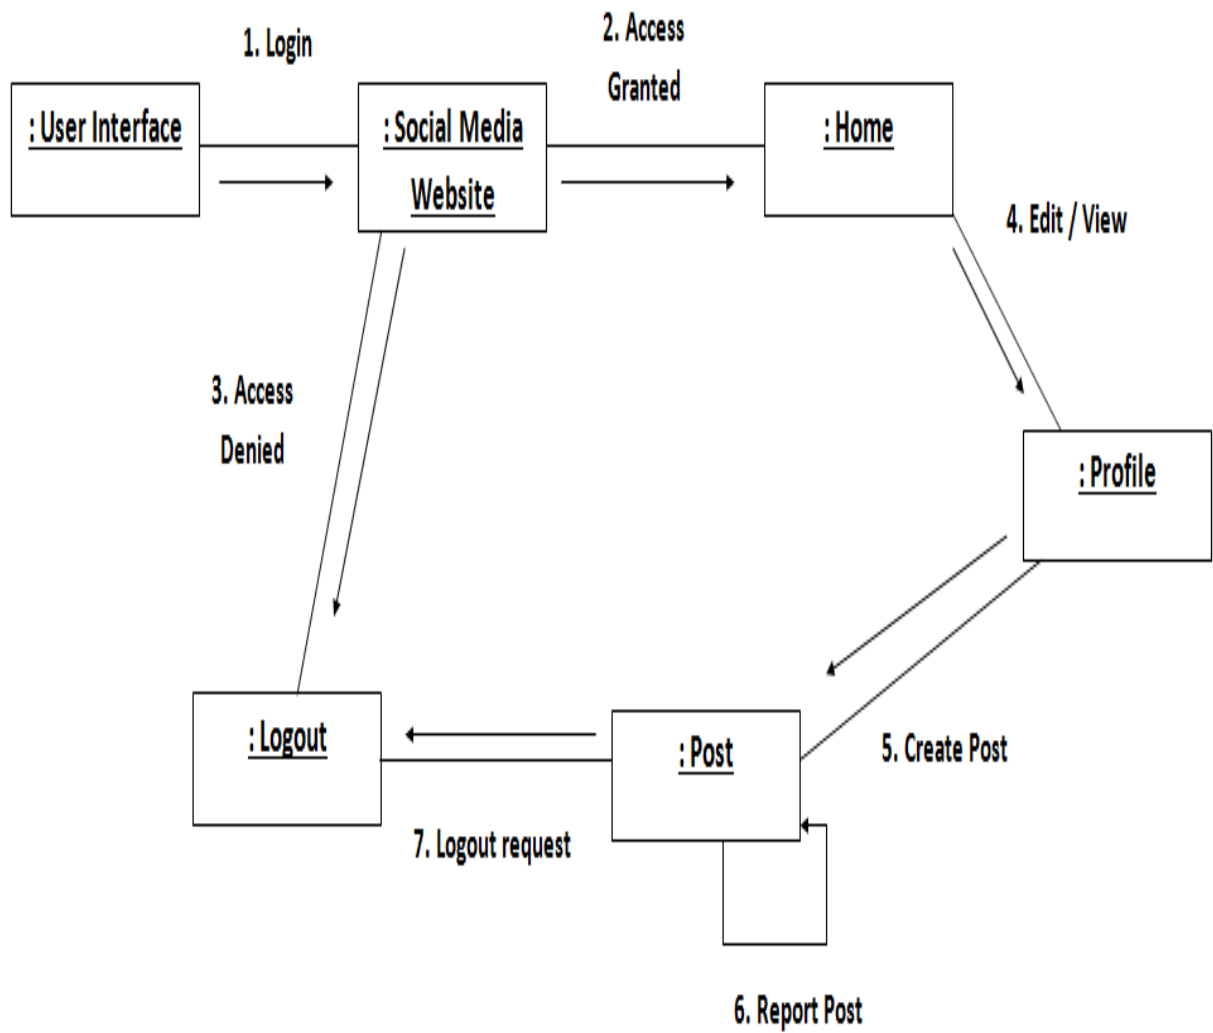 1. Login
2. Access
Granted
: User Interface
: Social Media
Website
: Home
4. Edit / View
3. Access
Denied
: Profile
: Logout
: Post
5. Create Post
7. Logout request
6. Report Post